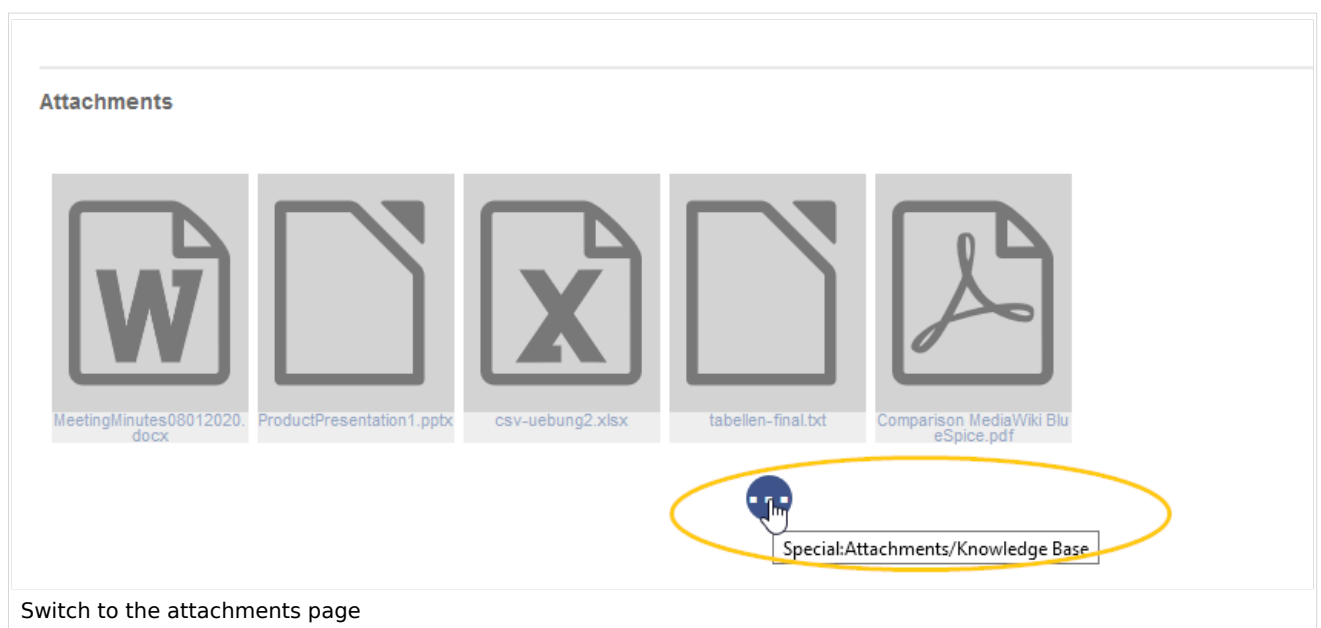 Attachments
MeetingMinutes08012020.
docx
ProductPresentation1.pptx
csv-uebung2.xlsx
tabellen-final.txt
Comparison MediaWiki Blu
eSpice.pdf
Special:Attachments/Knowledge Base
Switch to the attachments page